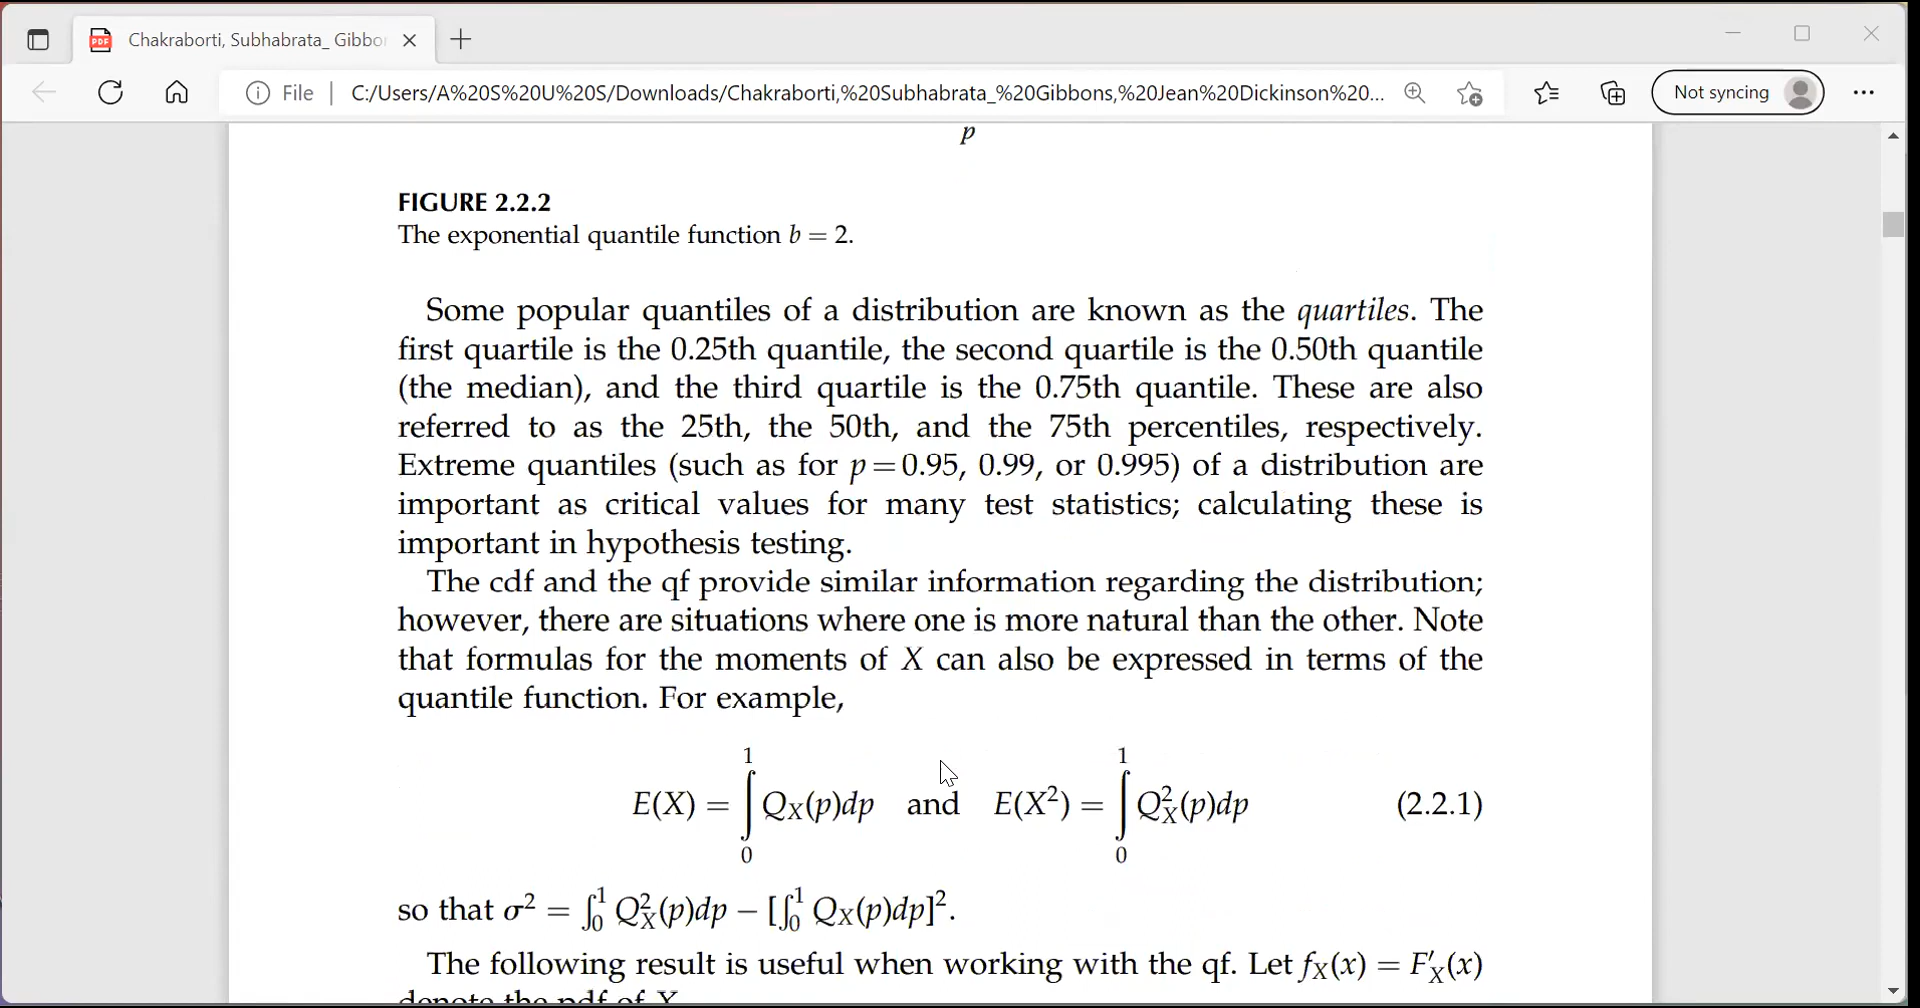 Chakraborti, Subhabrata_ Gibbo
File | C:/Users/A%20S%20U%20S/Downloads/Chakraborti,%20Subhabrata_%20Gibbons,%20Jean%20Dickinson%20... Not syncing
p
FIGURE 2.2.2
The exponential quantile function b = 2.
Some popular quantiles of a distribution are known as the quartiles. The
first quartile is the 0.25th quantile, the second quartile is the 0.50th quantile
(the median), and the third quartile is the 0.75th quantile. These are also
referred to as the 25th, the 50th, and the 75th percentiles, respectively.
Extreme quantiles (such as for p = 0.95, 0.99, or 0.995) of a distribution are
important as critical values for many test statistics; calculating these is
important in hypothesis testing.
The cdf and the qf provide similar information regarding the distribution;
however, there are situations where one is more natural than the other. Note
that formulas for the moments of X can also be expressed in terms of the
quantile function. For example,
E(X) = ∫₀¹ Q_X(p)dp and E(X²) = ∫₀¹ Q²_X(p)dp (2.2.1)
so that σ² = ∫₀¹ Q²_X(p)dp − [∫₀¹ Q_X(p)dp]².
The following result is useful when working with the qf. Let f_X(x) = F′_X(x)
denote the pdf of X